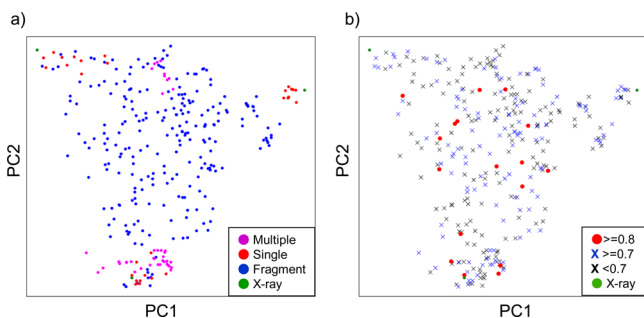 a)
PC2
PC1
Multiple
Single
Fragment
X-ray
b)
PC2
PC1
>=0.8
>=0.7
<0.7
X-ray